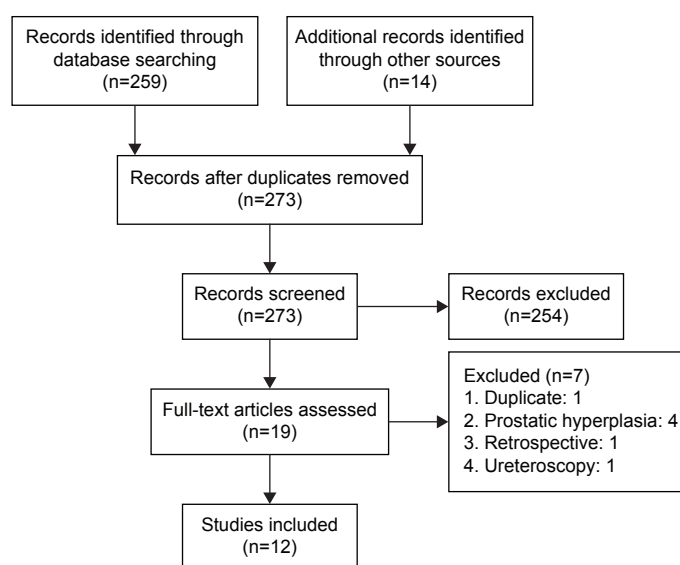 Records identified through
database searching
(n=259)
Additional records identified
through other sources
(n=14)
Records after duplicates removed
(n=273)
Records screened
(n=273)
Records excluded
(n=254)
Full-text articles assessed
(n=19)
Excluded (n=7)
1. Duplicate: 1
2. Prostatic hyperplasia: 4
3. Retrospective: 1
4. Ureteroscopy: 1
Studies included
(n=12)